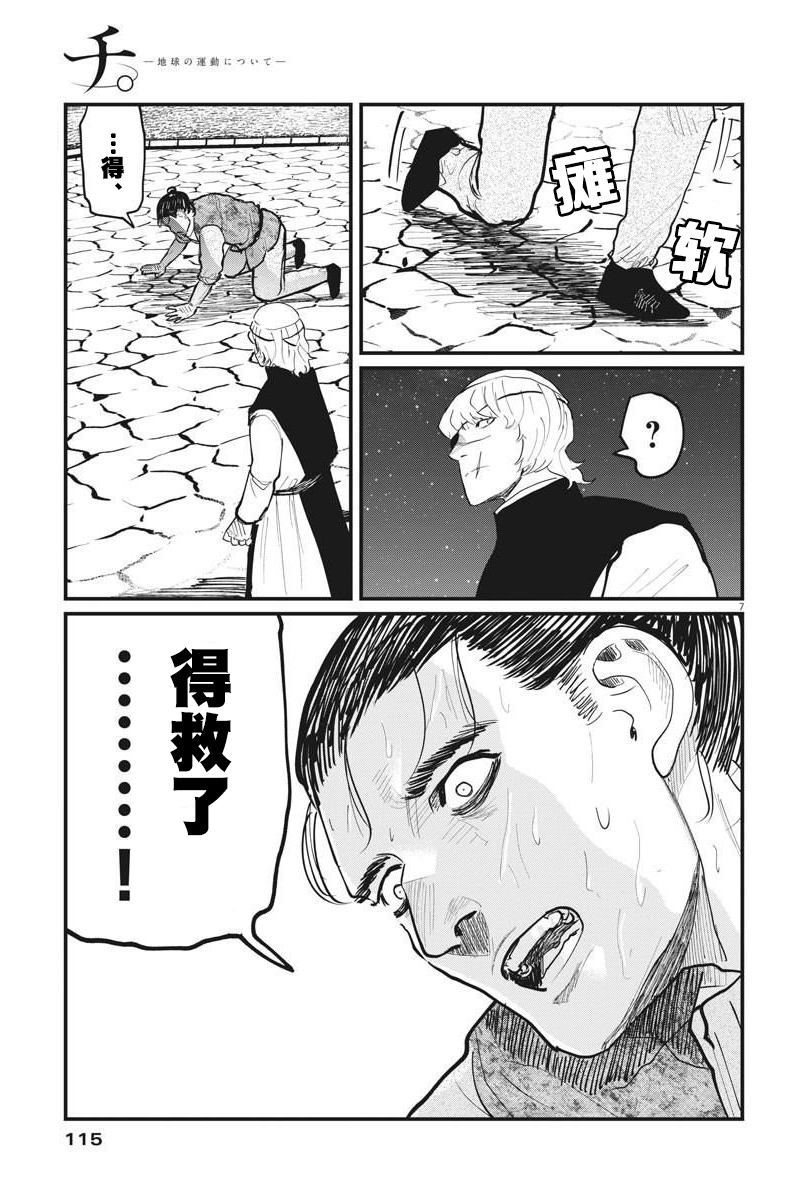 チ。
—地球の運動について—
瘫
软
…得、
?
7
得救了
………！
115